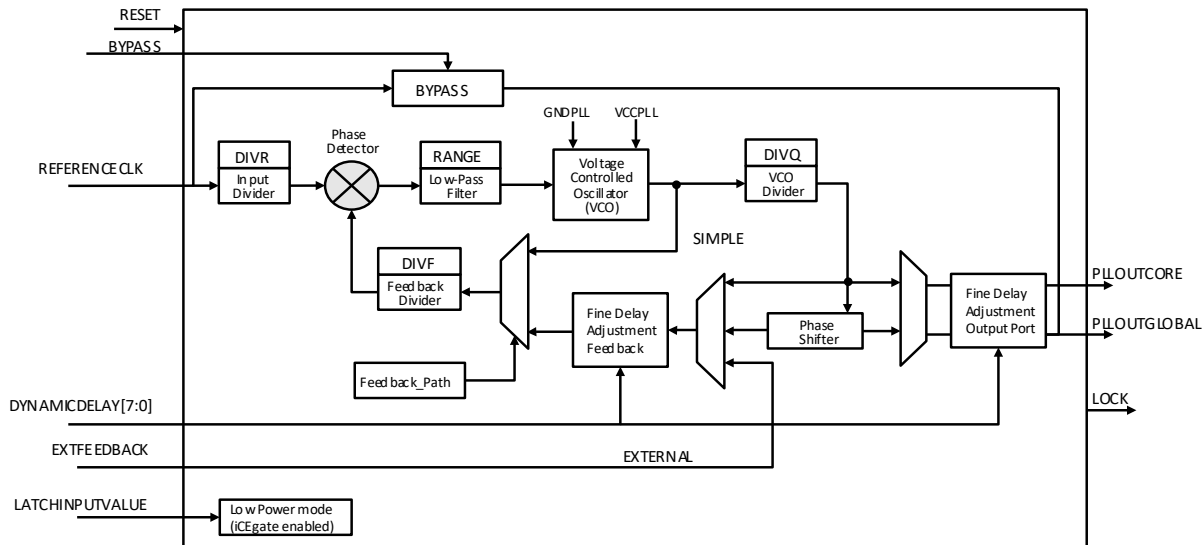 RESET
BYPASS
BYPASS
GNDPLL
VCCPLL
Phase
Detector
REFERENCECLK
DIVR
Input
Divider
RANGE
Low-Pass
Filter
Voltage
Controlled
Oscillator
(VCO)
DIVQ
VCO
Divider
SIMPLE
DIVF
Feedback
Divider
Fine Delay
Adjustment
Feedback
Phase
Shifter
Fine Delay
Adjustment
Output Port
PLLOUTCORE
PLLOUTGLOBAL
Feedback_Path
DYNAMICDELAY[7:0]
LOCK
EXTFEEDBACK
EXTERNAL
LATCHINPUTVALUE
Low Power mode
(iCEgate enabled)